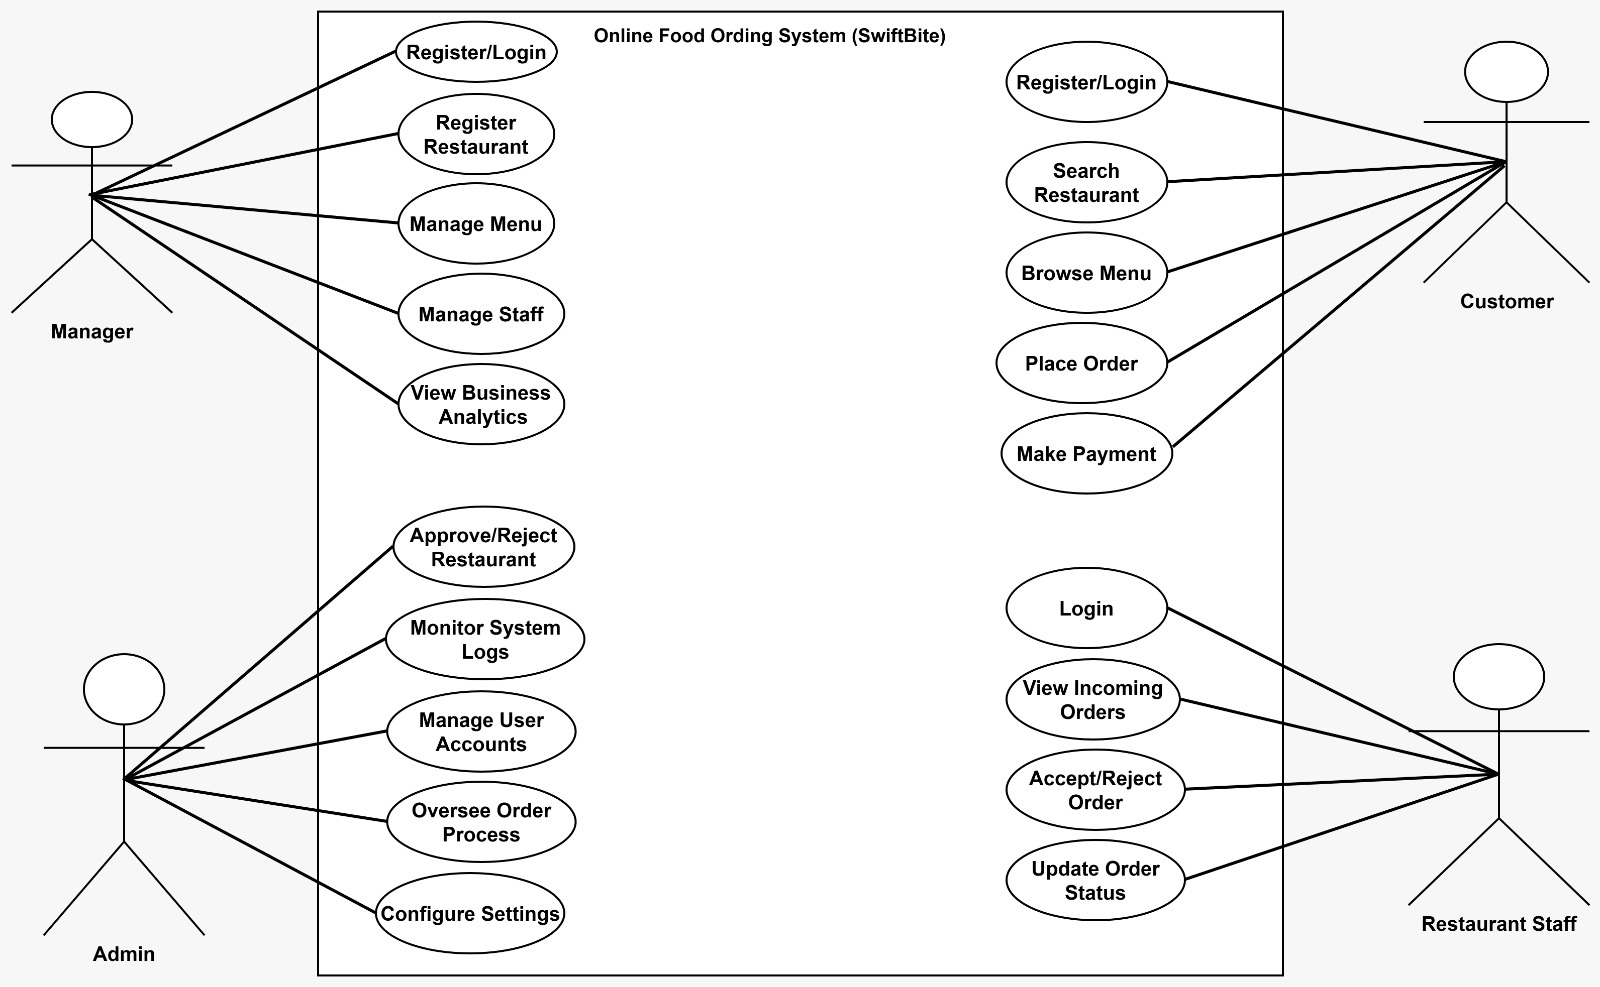 Online Food Ording System (SwiftBite)
Register/Login
Register
Restaurant
Manage Menu
Manage Staff
View Business
Analytics
Manager
Register/Login
Search
Restaurant
Browse Menu
Place Order
Make Payment
Customer
Approve/Reject
Restaurant
Monitor System
Logs
Manage User
Accounts
Oversee Order
Process
Configure Settings
Admin
Login
View Incoming
Orders
Accept/Reject
Order
Update Order
Status
Restaurant Staff